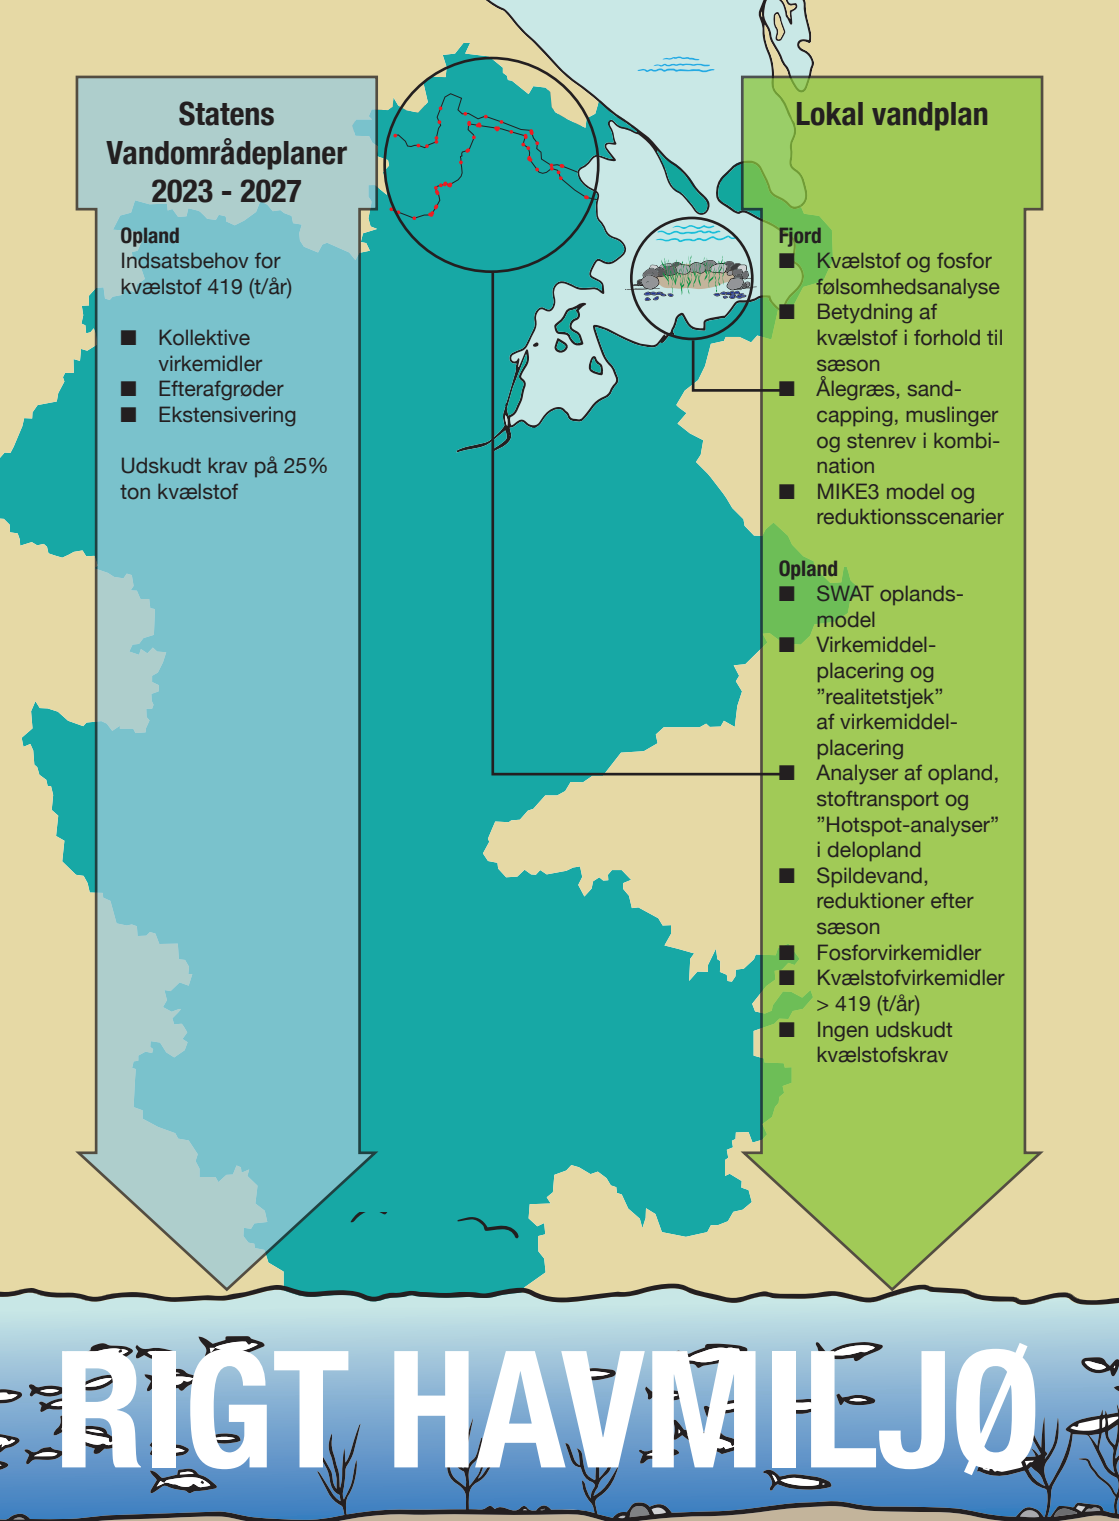 Statens
Vandområdeplaner
2023 - 2027
Opland
Indsatsbehov for
kvælstof 419 (t/år)
■ Kollektive
virkemidler
■ Efterafgrøder
■ Ekstensivering
Udskudt krav på 25%
ton kvælstof
Lokal vandplan
Fjord
■ Kvælstof og fosfor
følsomhedsanalyse
■ Betydning af
kvælstof i forhold til
sæson
■ Ålegræs, sand-
capping, muslinger
og stenrev i kombi-
nation
■ MIKE3 model og
reduktionsscenarier
Opland
■ SWAT oplands-
model
■ Virkemiddel-
placering og
”realitetstjek”
af virkemiddel-
placering
■ Analyser af opland,
stoftransport og
”Hotspot-analyser”
i delopland
■ Spildevand,
reduktioner efter
sæson
■ Fosforvirkemidler
■ Kvælstofvirkemidler
> 419 (t/år)
■ Ingen udskudt
kvælstofskrav
RIGT HAVMILJØ